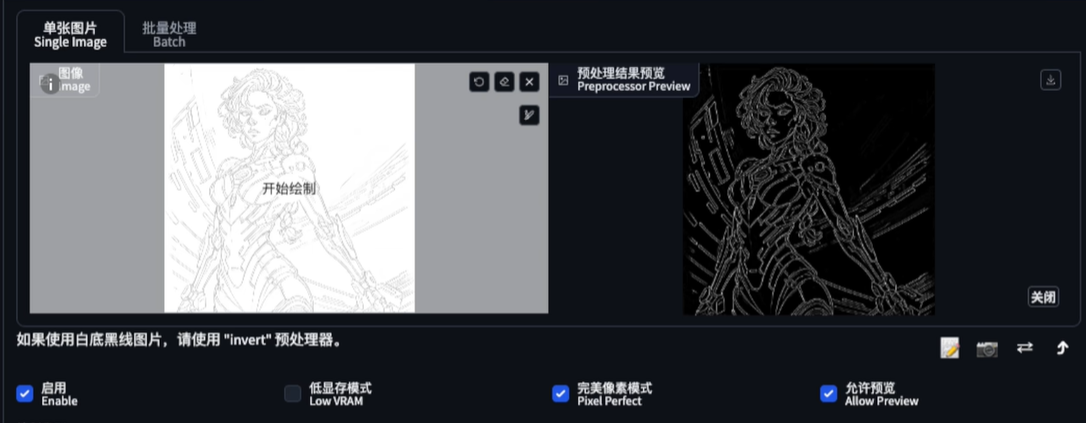 单张图片
Single Image
批量处理
Batch
图像
mage
预处理结果预览
Preprocessor Preview
开始绘制
关闭
如果使用白底黑线图片，请使用 "invert" 预处理器。
启用
Enable
低显存模式
Low VRAM
完美像素模式
Pixel Perfect
允许预览
Allow Preview